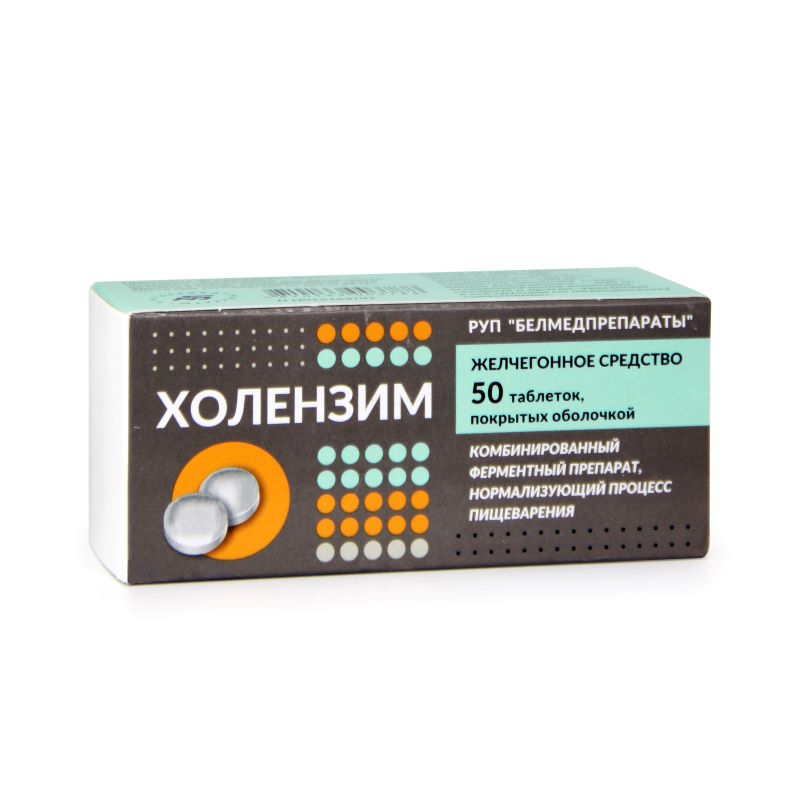 РУП "БЕЛМЕДПРЕПАРАТЫ"
ЖЕЛЧЕГОННОЕ СРЕДСТВО
50 таблеток,
покрытых оболочкой
ХОЛЕНЗИМ
КОМБИНИРОВАННЫЙ
ФЕРМЕНТНЫЙ ПРЕПАРАТ,
НОРМАЛИЗУЮЩИЙ ПРОЦЕСС
ПИЩЕВАРЕНИЯ